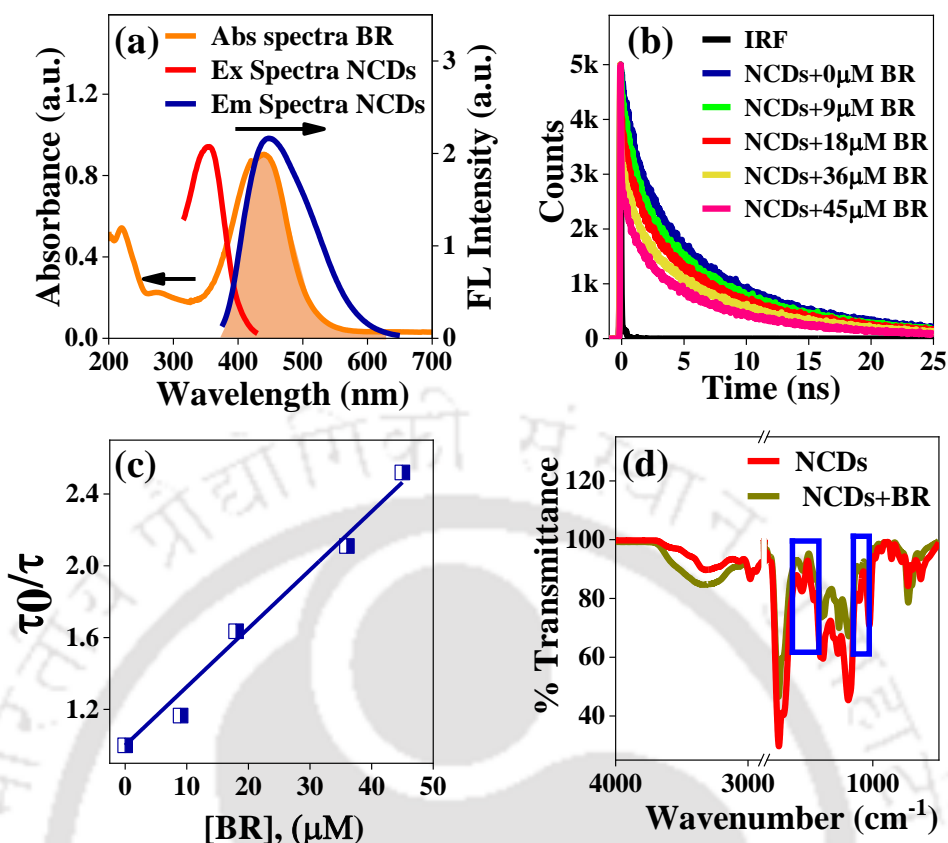 (a)
Abs spectra BR
Ex Spectra NCDs
Em Spectra NCDs
Absorbance (a.u.)
0.0
0.4
0.8
1.2
FL Intensity (a.u.)
0
1
2
3
200 300 400 500 600 700
Wavelength (nm)
(b)
IRF
NCDs+0μM BR
NCDs+9μM BR
NCDs+18μM BR
NCDs+36μM BR
NCDs+45μM BR
Counts
5k
4k
3k
2k
1k
0
0 5 10 15 20 25
Time (ns)
(c)
τ0/τ
2.4
2.0
1.6
1.2
0 10 20 30 40 50
[BR], (μM)
(d)
NCDs
NCDs+BR
% Transmittance
120
100
80
60
40
4000 3000 1000
Wavenumber (cm⁻¹)